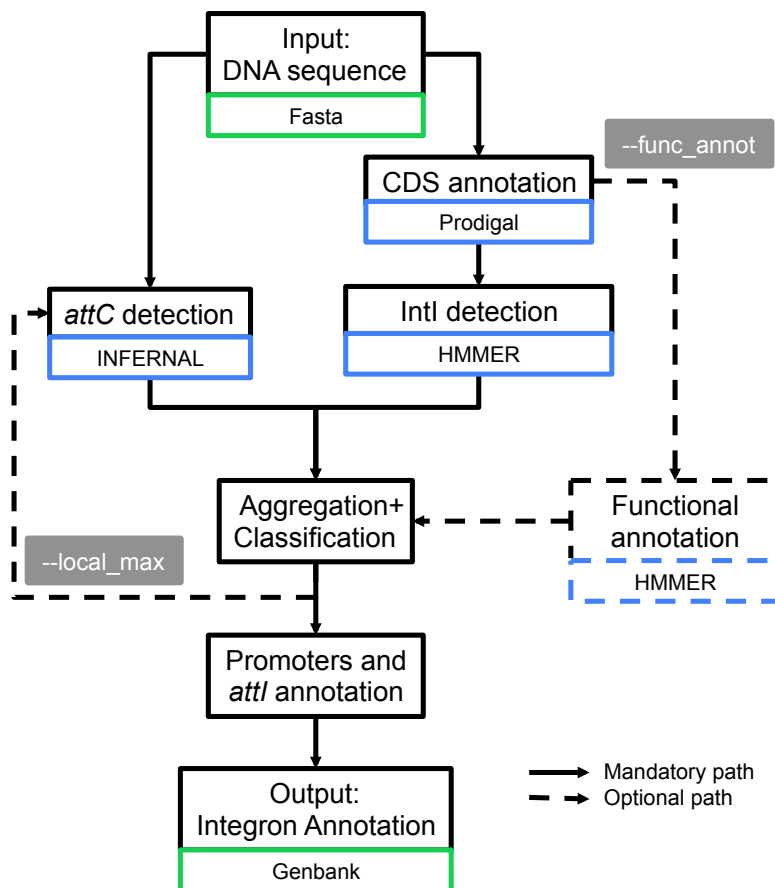 Input:
DNA sequence
Fasta
--func_annot
CDS annotation
Prodigal
attC detection
INFERNAL
IntI detection
HMMER
Aggregation+
Classification
Functional
annotation
HMMER
--local_max
Promoters and
attI annotation
Output:
Integron Annotation
Genbank
Mandatory path
Optional path